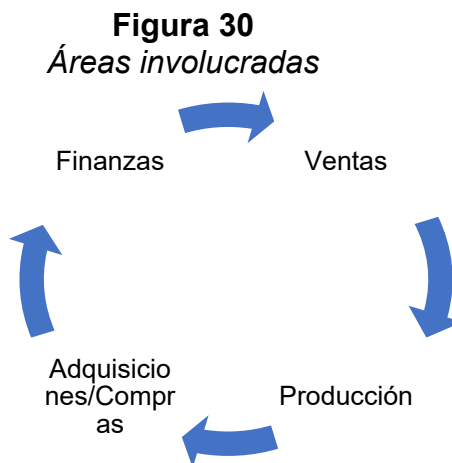 Figura 30
Áreas involucradas
Finanzas
Ventas
Adquisicio
nes/Compr
as
Producción